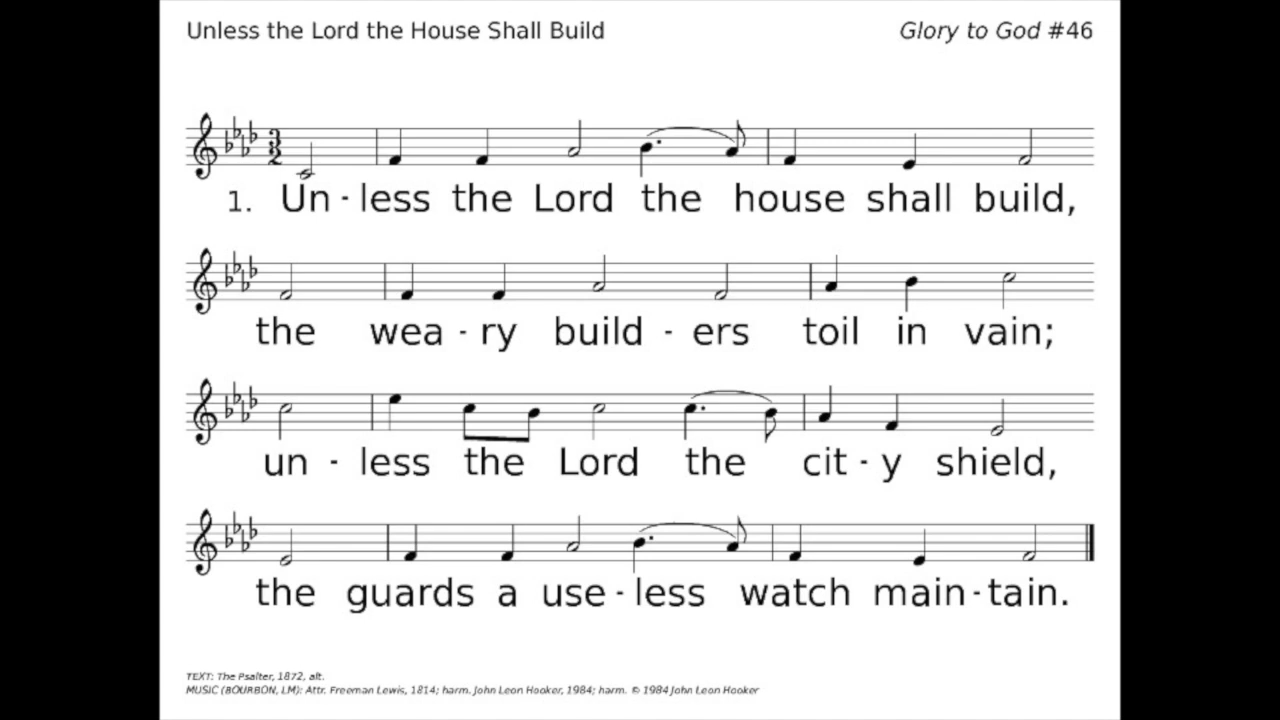 Unless the Lord the House Shall Build
Glory to God #46
3
2
1. Un - less the Lord the house shall build,
the wea - ry build - ers toil in vain;
un - less the Lord the cit - y shield,
the guards a use - less watch main - tain.
TEXT: The Psalter, 1872, alt.
MUSIC (BOURBON, LM): Attr. Freeman Lewis, 1814; harm. John Leon Hooker, 1984; harm. © 1984 John Leon Hooker